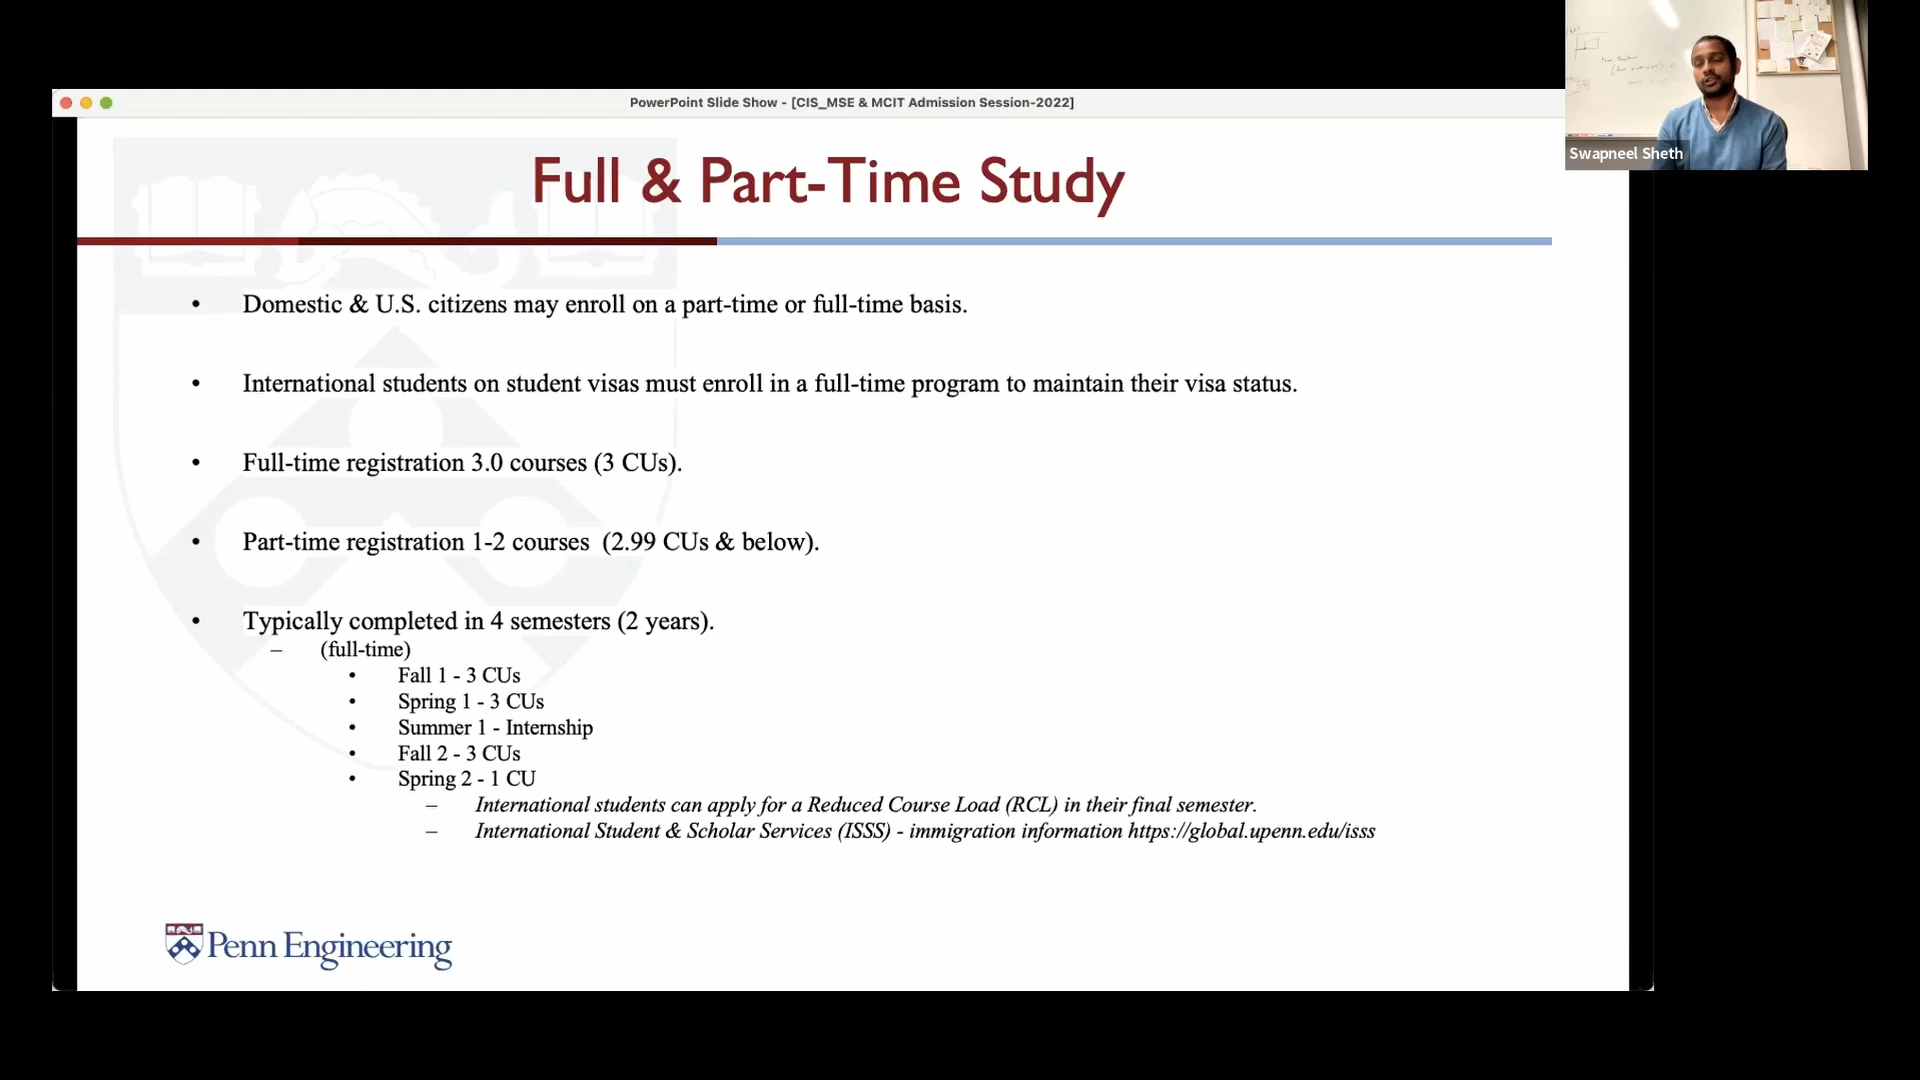 PowerPoint Slide Show - [CIS_MSE & MCIT Admission Session-2022]
Swapneel Sheth
Full & Part-Time Study
• Domestic & U.S. citizens may enroll on a part-time or full-time basis.
• International students on student visas must enroll in a full-time program to maintain their visa status.
• Full-time registration 3.0 courses (3 CUs).
• Part-time registration 1-2 courses (2.99 CUs & below).
• Typically completed in 4 semesters (2 years).
– (full-time)
• Fall 1 - 3 CUs
• Spring 1 - 3 CUs
• Summer 1 - Internship
• Fall 2 - 3 CUs
• Spring 2 - 1 CU
– International students can apply for a Reduced Course Load (RCL) in their final semester.
– International Student & Scholar Services (ISSS) - immigration information https://global.upenn.edu/isss
Penn Engineering